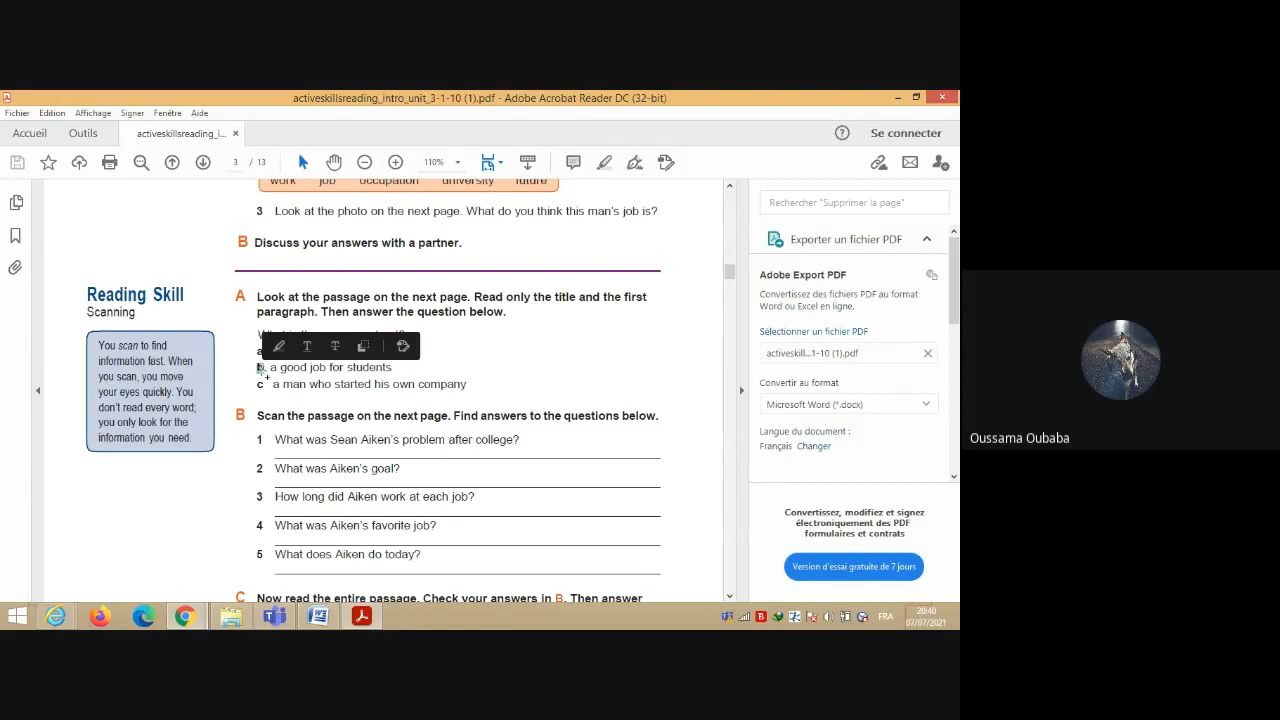 activeskillsreading_intro_unit_3-1-10 (1).pdf - Adobe Acrobat Reader DC (32-bit)
Fichier Edition Affichage Signer Fenêtre Aide
Accueil Outils activeskillsreading_i... × Se connecter
3 / 13 110%
work job occupation university future
3 Look at the photo on the next page. What do you think this man's job is?
B Discuss your answers with a partner.
Reading Skill
Scanning
You scan to find
information fast. When
you scan, you move
your eyes quickly. You
don't read every word;
you only look for the
information you need.
A Look at the passage on the next page. Read only the title and the first
paragraph. Then answer the question below.
b a good job for students
c a man who started his own company
B Scan the passage on the next page. Find answers to the questions below.
1 What was Sean Aiken's problem after college?
2 What was Aiken's goal?
3 How long did Aiken work at each job?
4 What was Aiken's favorite job?
5 What does Aiken do today?
C Now read the entire passage. Check your answers in B. Then answer
Rechercher "Supprimer la page"
Exporter un fichier PDF
Adobe Export PDF
Convertissez des fichiers PDF au format
Word ou Excel en ligne.
Sélectionner un fichier PDF
activeskill...1-10 (1).pdf
Convertir au format
Microsoft Word (*.docx)
Langue du document :
Français Changer
Convertissez, modifiez et signez
électroniquement des PDF
formulaires et contrats
Version d'essai gratuite de 7 jours
FRA
20:40
07/07/2021
Oussama Oubaba